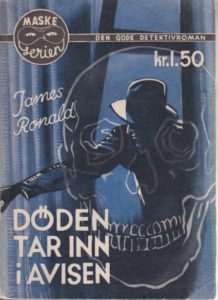 MASKE
serien
DEN GODE DETEKTIVROMAN
kr.1.50
James
Ronald
DÖDEN
TAR INN
i AVISEN